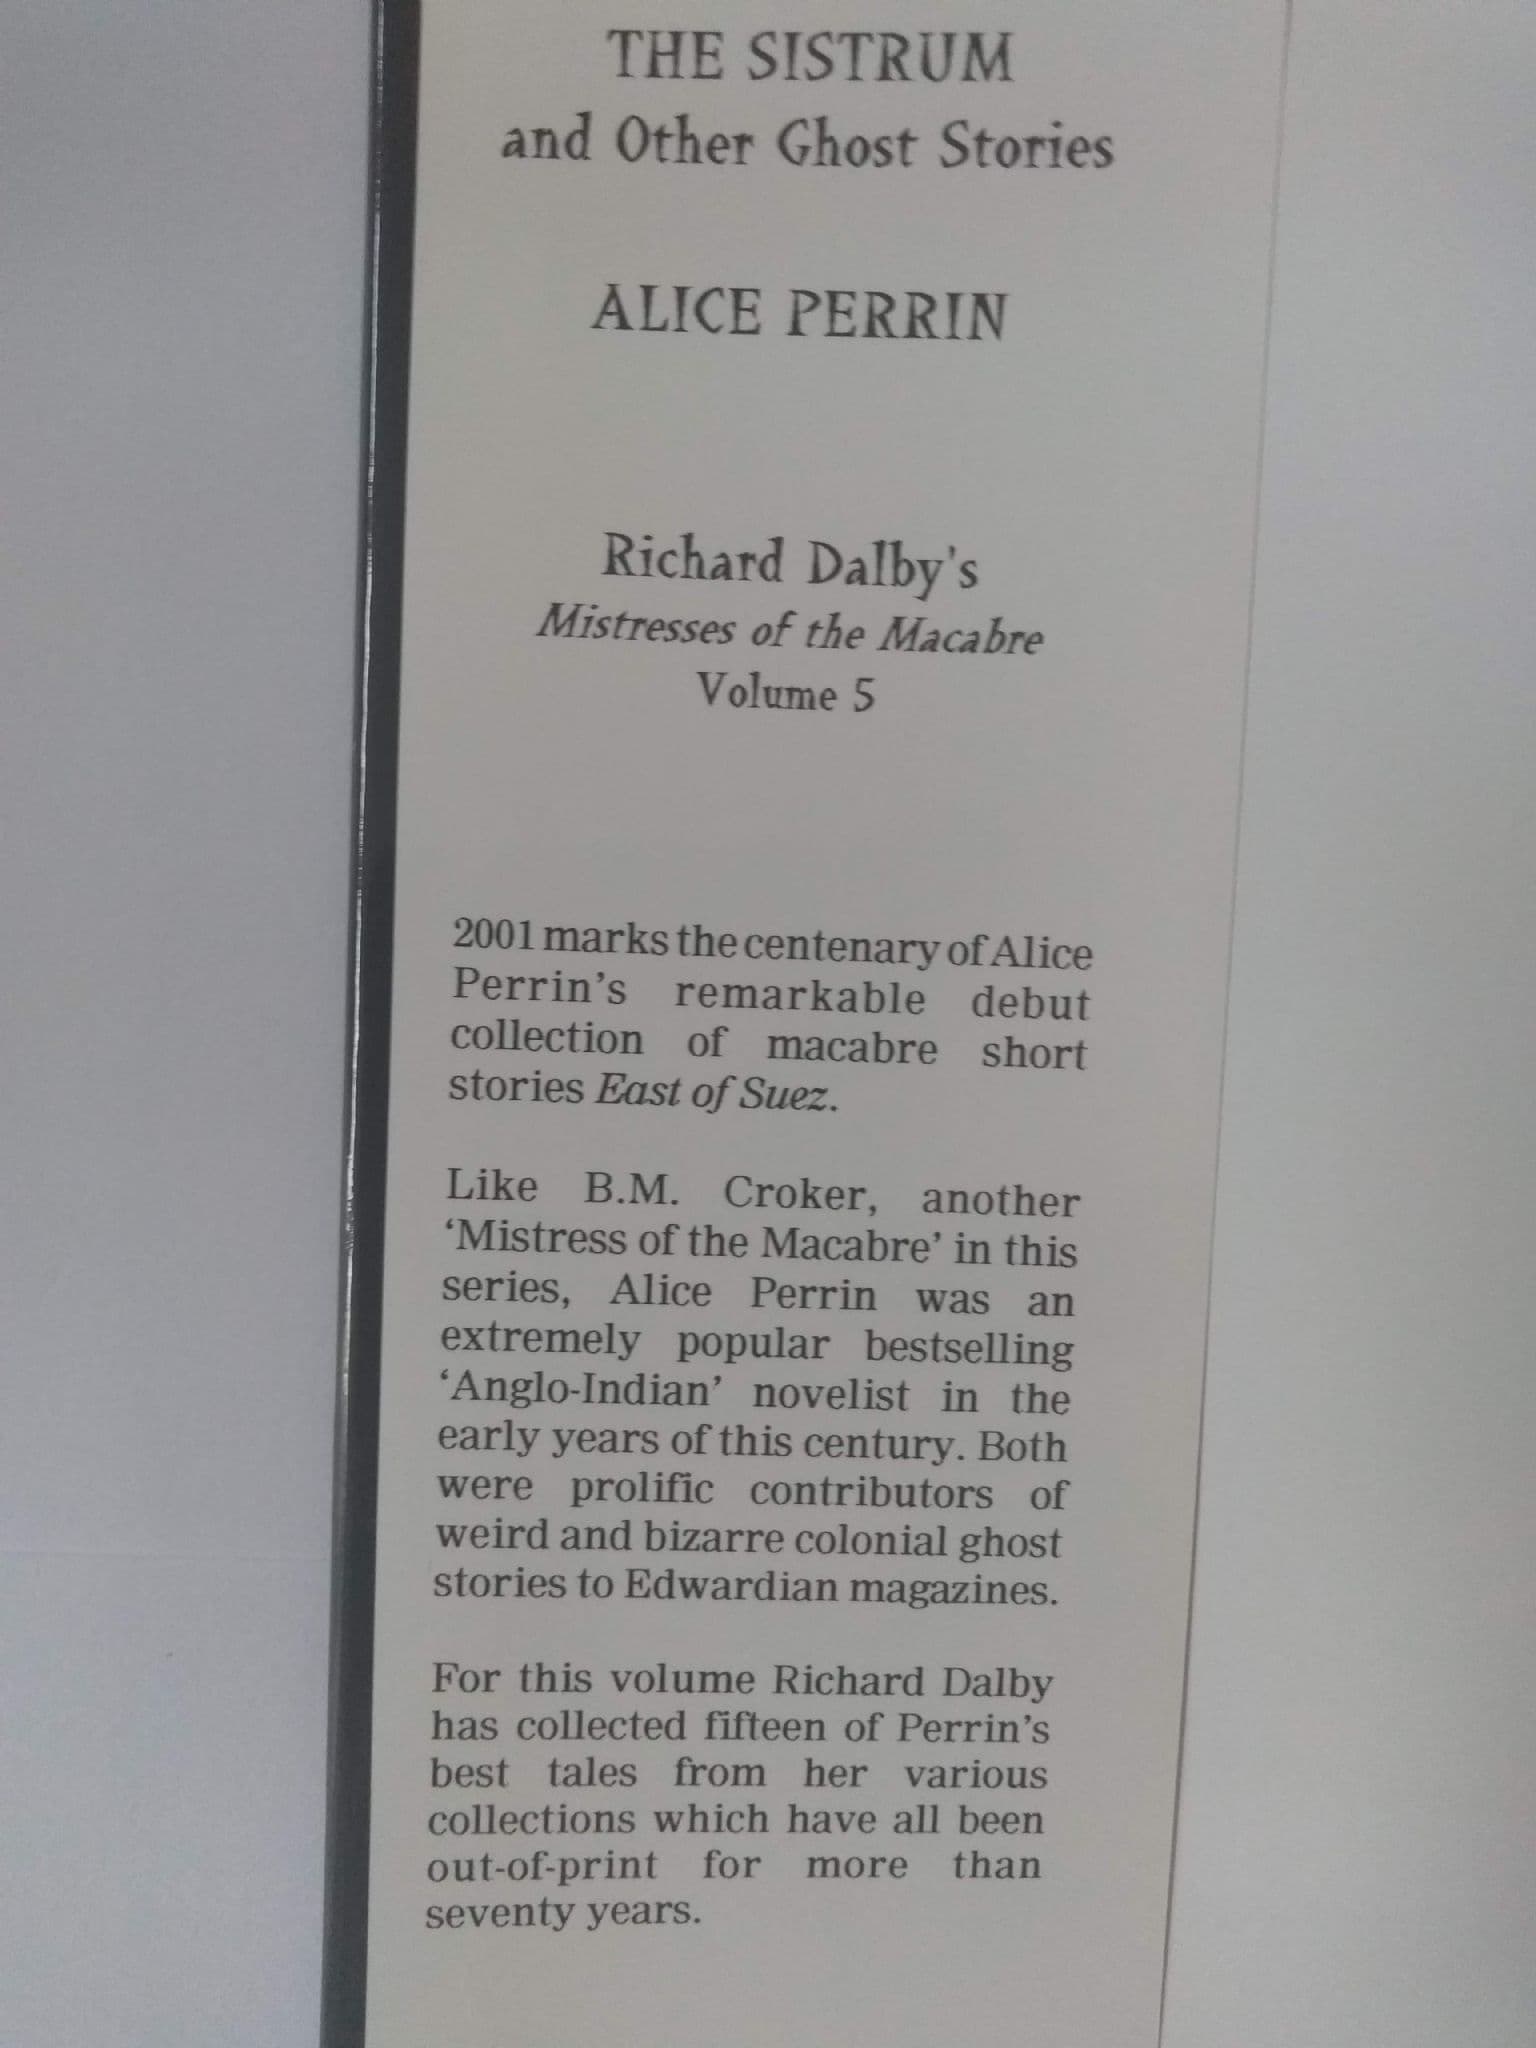 THE SISTRUM
and Other Ghost Stories
ALICE PERRIN
Richard Dalby's
Mistresses of the Macabre
Volume 5
2001 marks the centenary of Alice
Perrin’s remarkable debut
collection of macabre short
stories East of Suez.
Like B.M. Croker, another
‘Mistress of the Macabre’ in this
series, Alice Perrin was an
extremely popular bestselling
‘Anglo-Indian’ novelist in the
early years of this century. Both
were prolific contributors of
weird and bizarre colonial ghost
stories to Edwardian magazines.
For this volume Richard Dalby
has collected fifteen of Perrin’s
best tales from her various
collections which have all been
out-of-print for more than
seventy years.